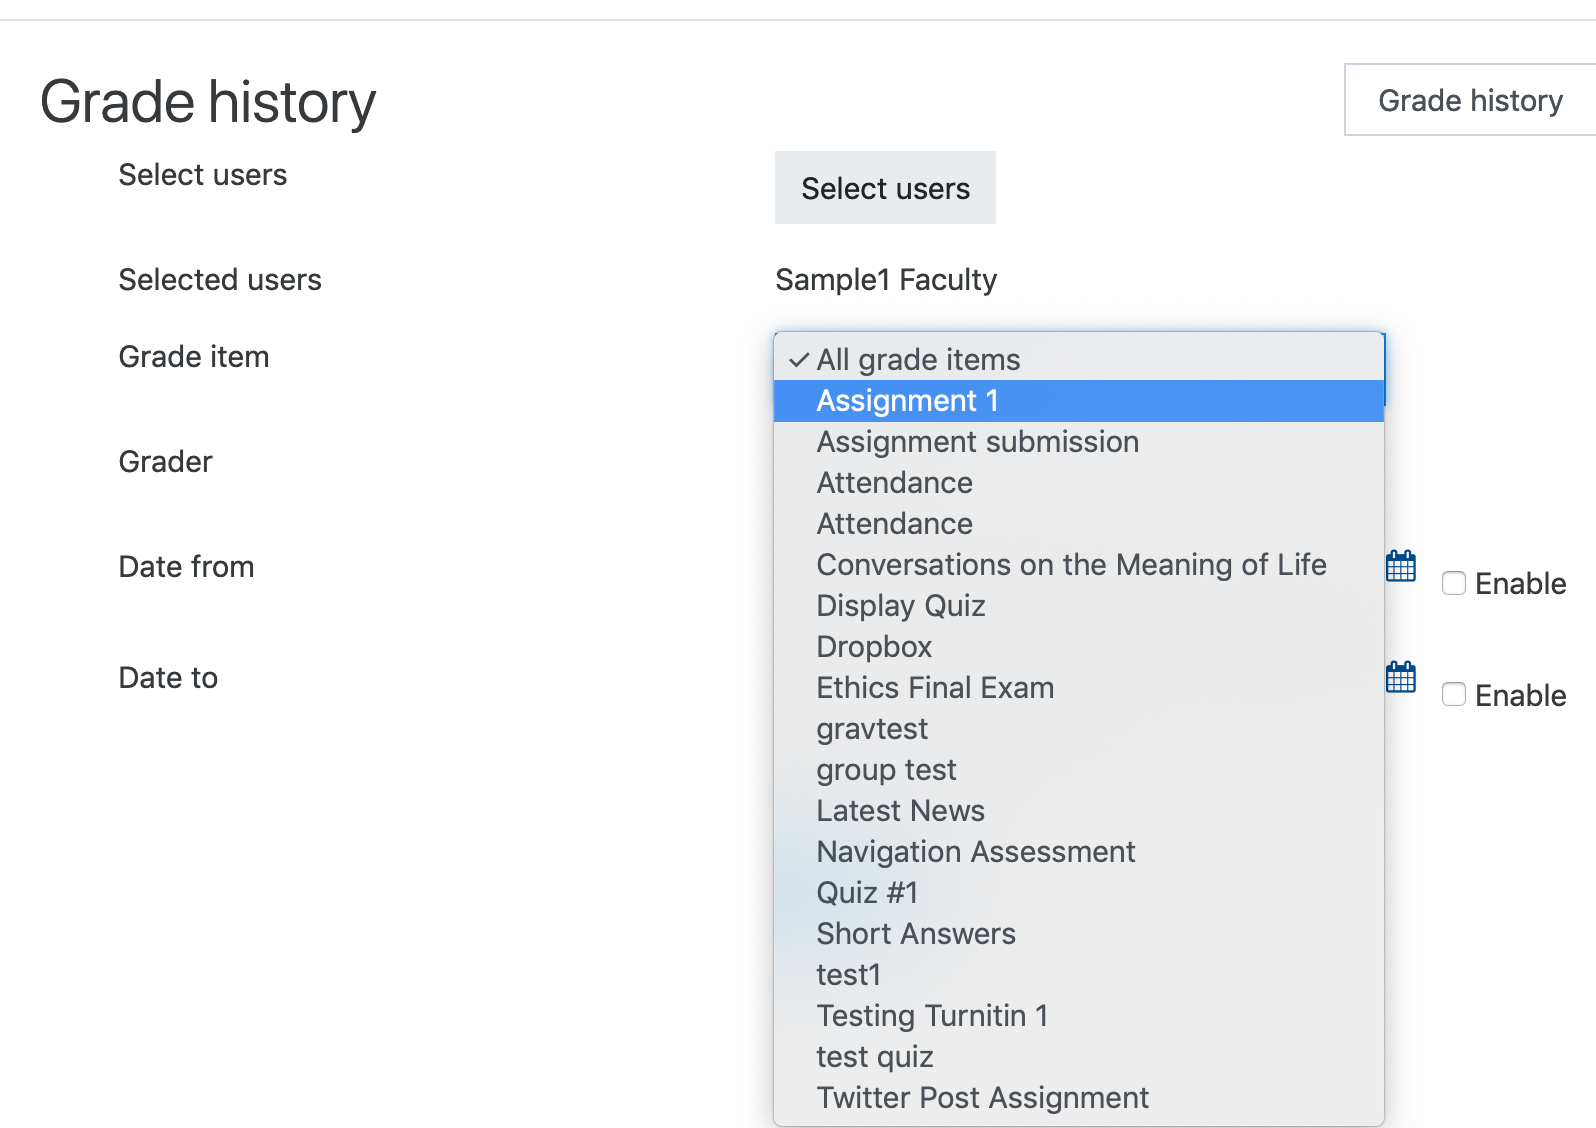 Grade history
Grade history
Select users
Select users
Selected users
Sample1 Faculty
Grade item
✓ All grade items
Assignment 1
Assignment submission
Attendance
Attendance
Conversations on the Meaning of Life
Display Quiz
Dropbox
Ethics Final Exam
gravtest
group test
Latest News
Navigation Assessment
Quiz #1
Short Answers
test1
Testing Turnitin 1
test quiz
Twitter Post Assignment
Grader
Date from
Enable
Date to
Enable